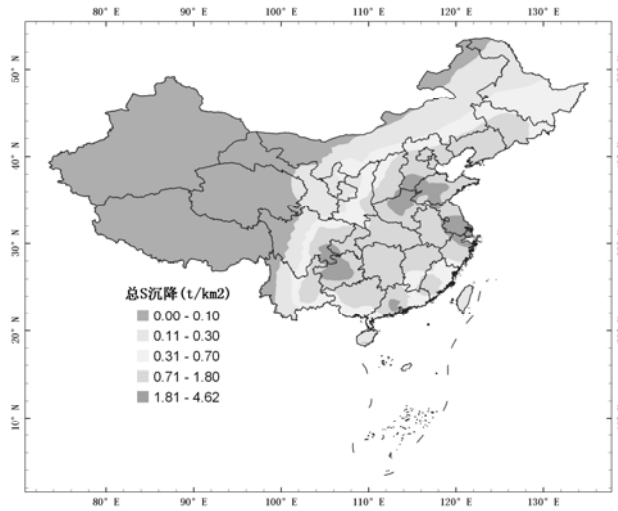 80° E 90° E 100° E 110° E 120° E 130° E
50° N
40° N
30° N
20° N
10° N
总S沉降(t/km2)
0.00 - 0.10
0.11 - 0.30
0.31 - 0.70
0.71 - 1.80
1.81 - 4.62
80° E 90° E 100° E 110° E 120° E 130° E